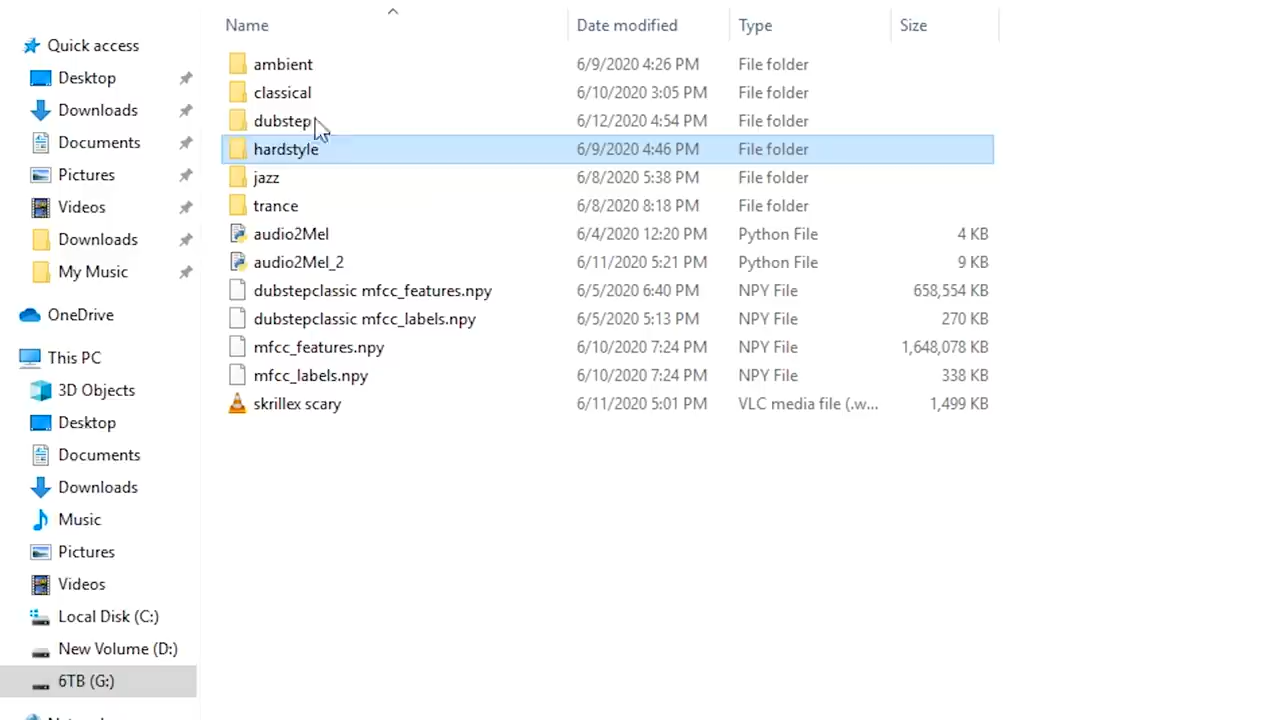 Name Date modified Type Size
Quick access
Desktop
Downloads
Documents
Pictures
Videos
Downloads
My Music
OneDrive
This PC
3D Objects
Desktop
Documents
Downloads
Music
Pictures
Videos
Local Disk (C:)
New Volume (D:)
6TB (G:)
ambient 6/9/2020 4:26 PM File folder
classical 6/10/2020 3:05 PM File folder
dubstep 6/12/2020 4:54 PM File folder
hardstyle 6/9/2020 4:46 PM File folder
jazz 6/8/2020 5:38 PM File folder
trance 6/8/2020 8:18 PM File folder
audio2Mel 6/4/2020 12:20 PM Python File 4 KB
audio2Mel_2 6/11/2020 5:21 PM Python File 9 KB
dubstepclassic mfcc_features.npy 6/5/2020 6:40 PM NPY File 658,554 KB
dubstepclassic mfcc_labels.npy 6/5/2020 5:13 PM NPY File 270 KB
mfcc_features.npy 6/10/2020 7:24 PM NPY File 1,648,078 KB
mfcc_labels.npy 6/10/2020 7:24 PM NPY File 338 KB
skrillex scary 6/11/2020 5:01 PM VLC media file (.w... 1,499 KB